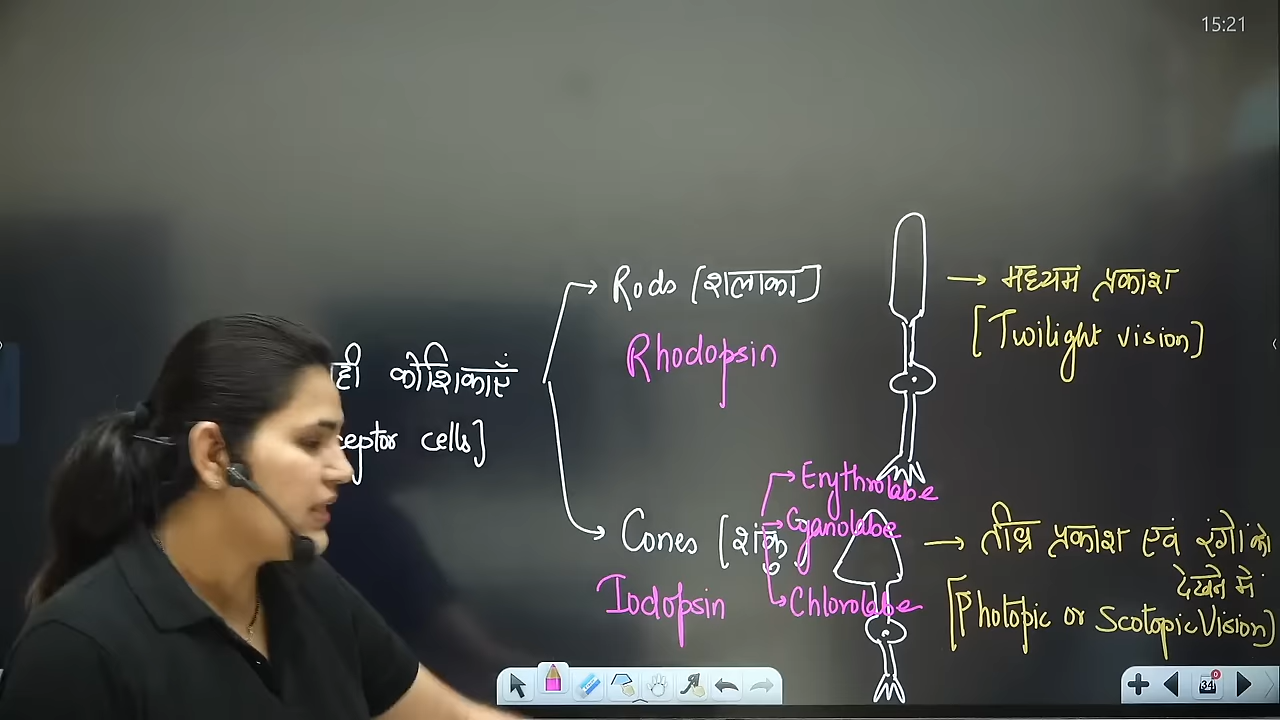 15:21
Rods [शलाका]
Rhodopsin
→ मध्यम प्रकाश
[Twilight vision]
कोशिकाएँ
cells]
Erythrolabe
Cyanolabe
Chlorolabe
Cones [शंकु]
Iodopsin
→ तीव्र प्रकाश एवं रंगों को
देखने में
[Photopic or Scotopic Vision]